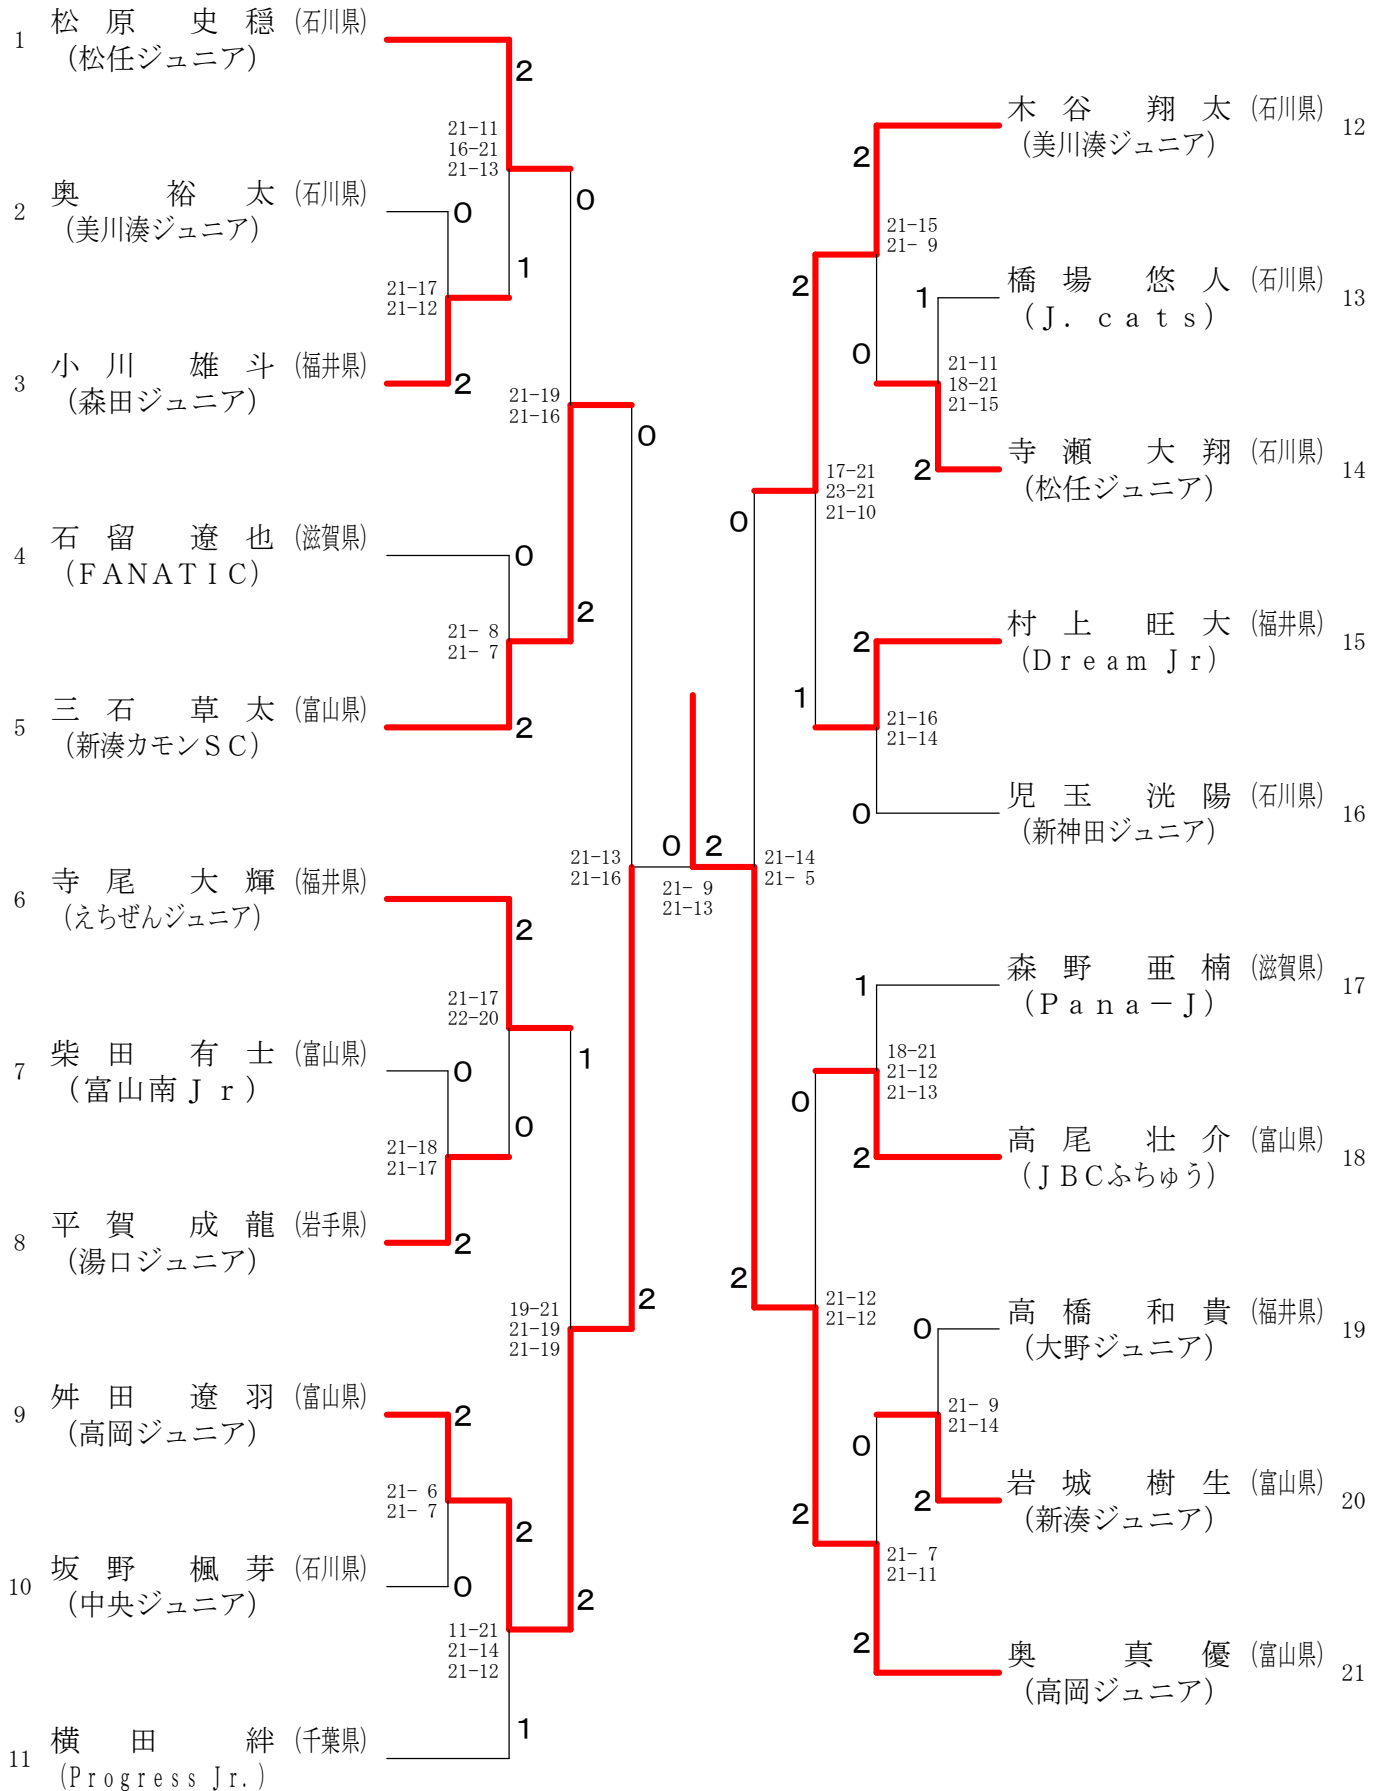 1 松原 史穏 (石川県)
(松任ジュニア)
2
21-11
16-21
21-13
0
2 奥 裕太 (石川県)
(美川湊ジュニア)
0
1
21-17
21-12
3 小川 雄斗 (福井県)
(森田ジュニア)
2
21-19
21-16
0
4 石留 遼也 (滋賀県)
(FANATIC)
0
2
21- 8
21- 7
5 三石 草太 (富山県)
(新湊カモンSC)
2
21-13
21-16
6 寺尾 大輝 (福井県)
(えちぜんジュニア)
2
21-17
22-20
1
7 柴田 有士 (富山県)
(富山南Jr)
0
0
21-18
21-17
8 平賀 成龍 (岩手県)
(湯口ジュニア)
2
19-21
21-19
21-19
2
9 舛田 遼羽 (富山県)
(高岡ジュニア)
2
21- 6
21- 7
2
10 坂野 楓芽 (石川県)
(中央ジュニア)
0
2
11-21
21-14
21-12
1
11 横田 絆 (千葉県)
(Progress Jr.)
0 2
21- 9
21-13
木谷 翔太 (石川県) 12
(美川湊ジュニア)
2
21-15
21- 9
2
橋場 悠人 (石川県) 13
(J. cats)
1
0
21-11
18-21
21-15
寺瀬 大翔 (石川県) 14
(松任ジュニア)
2
17-21
23-21
21-10
0
村上 旺大 (福井県) 15
(Dream Jr)
2
1
21-16
21-14
児玉 洸陽 (石川県) 16
(新神田ジュニア)
0
21-14
21- 5
森野 亜楠 (滋賀県) 17
(Pana－J)
1
18-21
21-12
21-13
0
高尾 壮介 (富山県) 18
(JBCふちゅう)
2
2
21-12
21-12
高橋 和貴 (福井県) 19
(大野ジュニア)
0
21- 9
21-14
0
岩城 樹生 (富山県) 20
(新湊ジュニア)
2
2
21- 7
21-11
奥 真優 (富山県) 21
(高岡ジュニア)
2